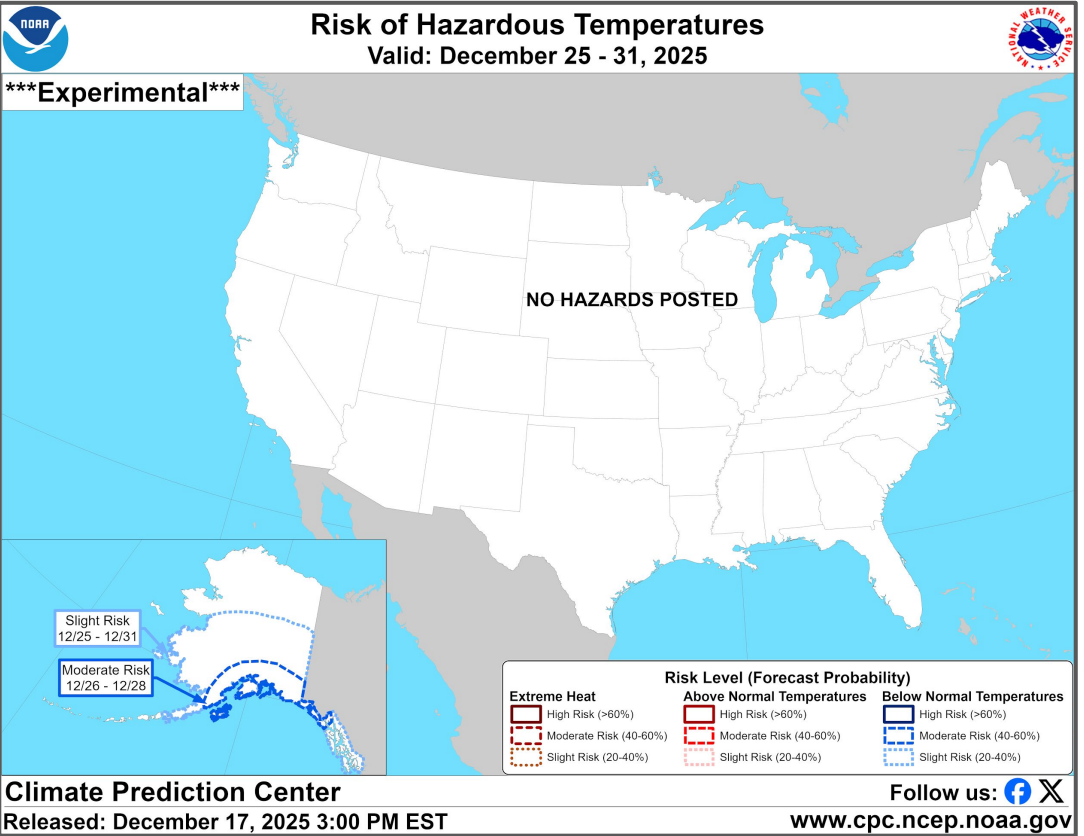 NOAA
Risk of Hazardous Temperatures
Valid: December 25 - 31, 2025
NATIONAL WEATHER SERVICE
***Experimental***
NO HAZARDS POSTED
Slight Risk
12/25 - 12/31
Moderate Risk
12/26 - 12/28
Risk Level (Forecast Probability)
Extreme Heat
High Risk (>60%)
Moderate Risk (40-60%)
Slight Risk (20-40%)
Above Normal Temperatures
High Risk (>60%)
Moderate Risk (40-60%)
Slight Risk (20-40%)
Below Normal Temperatures
High Risk (>60%)
Moderate Risk (40-60%)
Slight Risk (20-40%)
Climate Prediction Center
Follow us:
Released: December 17, 2025 3:00 PM EST
www.cpc.ncep.noaa.gov